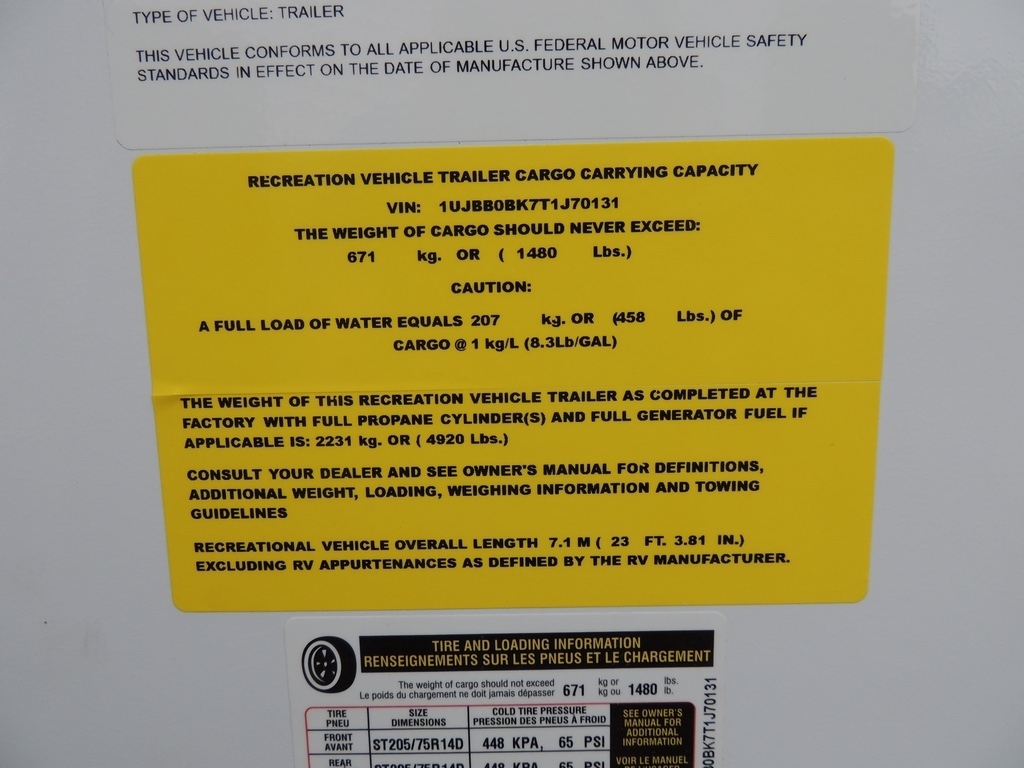 TYPE OF VEHICLE: TRAILER
THIS VEHICLE CONFORMS TO ALL APPLICABLE U.S. FEDERAL MOTOR VEHICLE SAFETY
STANDARDS IN EFFECT ON THE DATE OF MANUFACTURE SHOWN ABOVE.
RECREATION VEHICLE TRAILER CARGO CARRYING CAPACITY
VIN: 1UJBB0BK7T1J70131
THE WEIGHT OF CARGO SHOULD NEVER EXCEED:
671 kg. OR ( 1480 Lbs.)
CAUTION:
A FULL LOAD OF WATER EQUALS 207 kg. OR (458 Lbs.) OF
CARGO @ 1 kg/L (8.3Lb/GAL)
THE WEIGHT OF THIS RECREATION VEHICLE TRAILER AS COMPLETED AT THE
FACTORY WITH FULL PROPANE CYLINDER(S) AND FULL GENERATOR FUEL IF
APPLICABLE IS: 2231 kg. OR ( 4920 Lbs.)
CONSULT YOUR DEALER AND SEE OWNER'S MANUAL FOR DEFINITIONS,
ADDITIONAL WEIGHT, LOADING, WEIGHING INFORMATION AND TOWING
GUIDELINES
RECREATIONAL VEHICLE OVERALL LENGTH 7.1 M ( 23 FT. 3.81 IN.)
EXCLUDING RV APPURTENANCES AS DEFINED BY THE RV MANUFACTURER.
TIRE AND LOADING INFORMATION
RENSEIGNEMENTS SUR LES PNEUS ET LE CHARGEMENT
The weight of cargo should not exceed 671 kg or 1480 lbs.
Le poids du chargement ne doit jamais dépasser kg ou lb.
TIRE PNEU
SIZE DIMENSIONS
COLD TIRE PRESSURE
PRESSION DES PNEUS À FROID
SEE OWNER'S
MANUAL FOR
ADDITIONAL
INFORMATION
FRONT AVANT
ST205/75R14D
448 KPA, 65 PSI
REAR
ST205/75R14D
448 KPA, 65 PSI
VOIR LE MANUEL
0BK7T1J70131